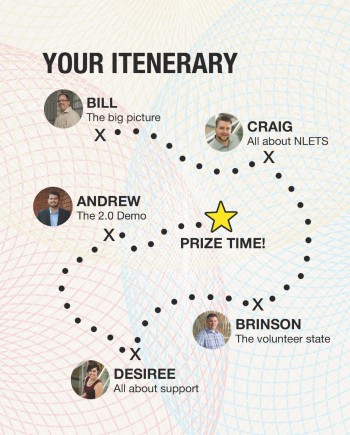 YOUR ITENERARY
BILL
The big picture
X
CRAIG
All about NLETS
X
ANDREW
The 2.0 Demo
X
PRIZE TIME!
X
BRINSON
The volunteer state
X
DESIREE
All about support